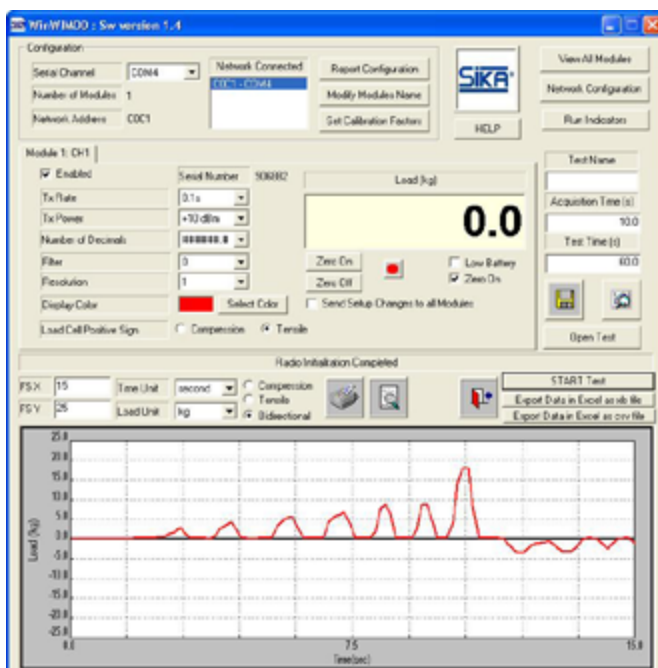 WinWIMOD : Sw version 1.4
Configuration
Serial Channel COM4
Number of Modules 1
Network Address C0C1
Network Connected
C0C1 - COM4
Report Configuration
Modify Modules Name
Get Calibration Factors
SIKA
HELP
View All Modules
Network Configuration
Run Indicators
Module 1: CH1
Enabled
Serial Number
Tx Rate 0.1s
Tx Power +10 dBm
Number of Decimals
Filter 0
Resolution 1
Display Color Select Color
Load Cell Positive Sign Compression Tensile
Load (kg)
0.0
Zero On
Zero Off
Low Battery
Zero On
Send Setup Changes to all Modules
Test Name
Acquisition Time (s)
10.0
Test Time (s)
60.0
Open Test
Radio Initialisation Completed
FS X 15
FS Y 25
Time Unit second
Load Unit kg
Compression
Tensile
Bidirectional
START Test
Export Data in Excel as xls file
Export Data in Excel as csv file
Load (kg)
25.0
20.0
15.0
10.0
5.0
0.0
-5.0
-10.0
-15.0
-20.0
-25.0
0.0 7.5 15.0
Time(sec)